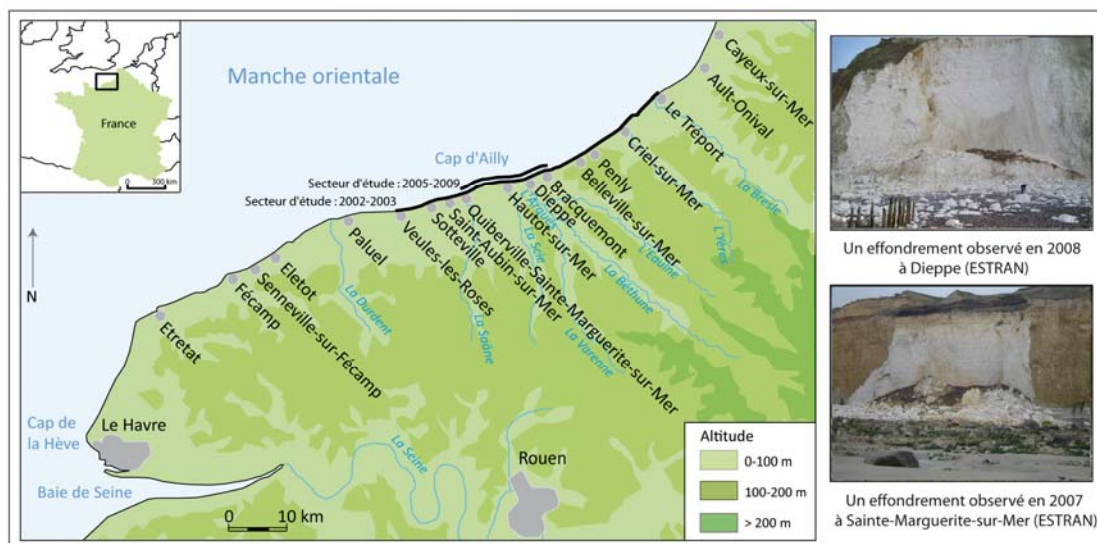 France
300 km
Manche orientale
Cayeux-sur-Mer
Ault-Onival
Le Tréport
La Bresle
Criel-sur-Mer
L'Yères
Penly
Belleville-sur-Mer
Bracquemont
L'Eaulne
Dieppe
La Béthune
L'Arques
Hautot-sur-Mer
La Varenne
La Scie
Quiberville-Sainte-Marguerite-sur-Mer
Saint-Aubin-sur-Mer
Sotteville
La Saâne
Veules-les-Roses
Cap d'Ailly
Secteur d'étude : 2005-2009
Secteur d'étude : 2002-2003
Paluel
La Durdent
Eletot
Senneville-sur-Fécamp
Fécamp
Etretat
N
Cap de
la Hève
Le Havre
Baie de Seine
La Seine
Rouen
0 10 km
Altitude
0-100 m
100-200 m
> 200 m
Un effondrement observé en 2008
à Dieppe (ESTRAN)
Un effondrement observé en 2007
à Sainte-Marguerite-sur-Mer (ESTRAN)